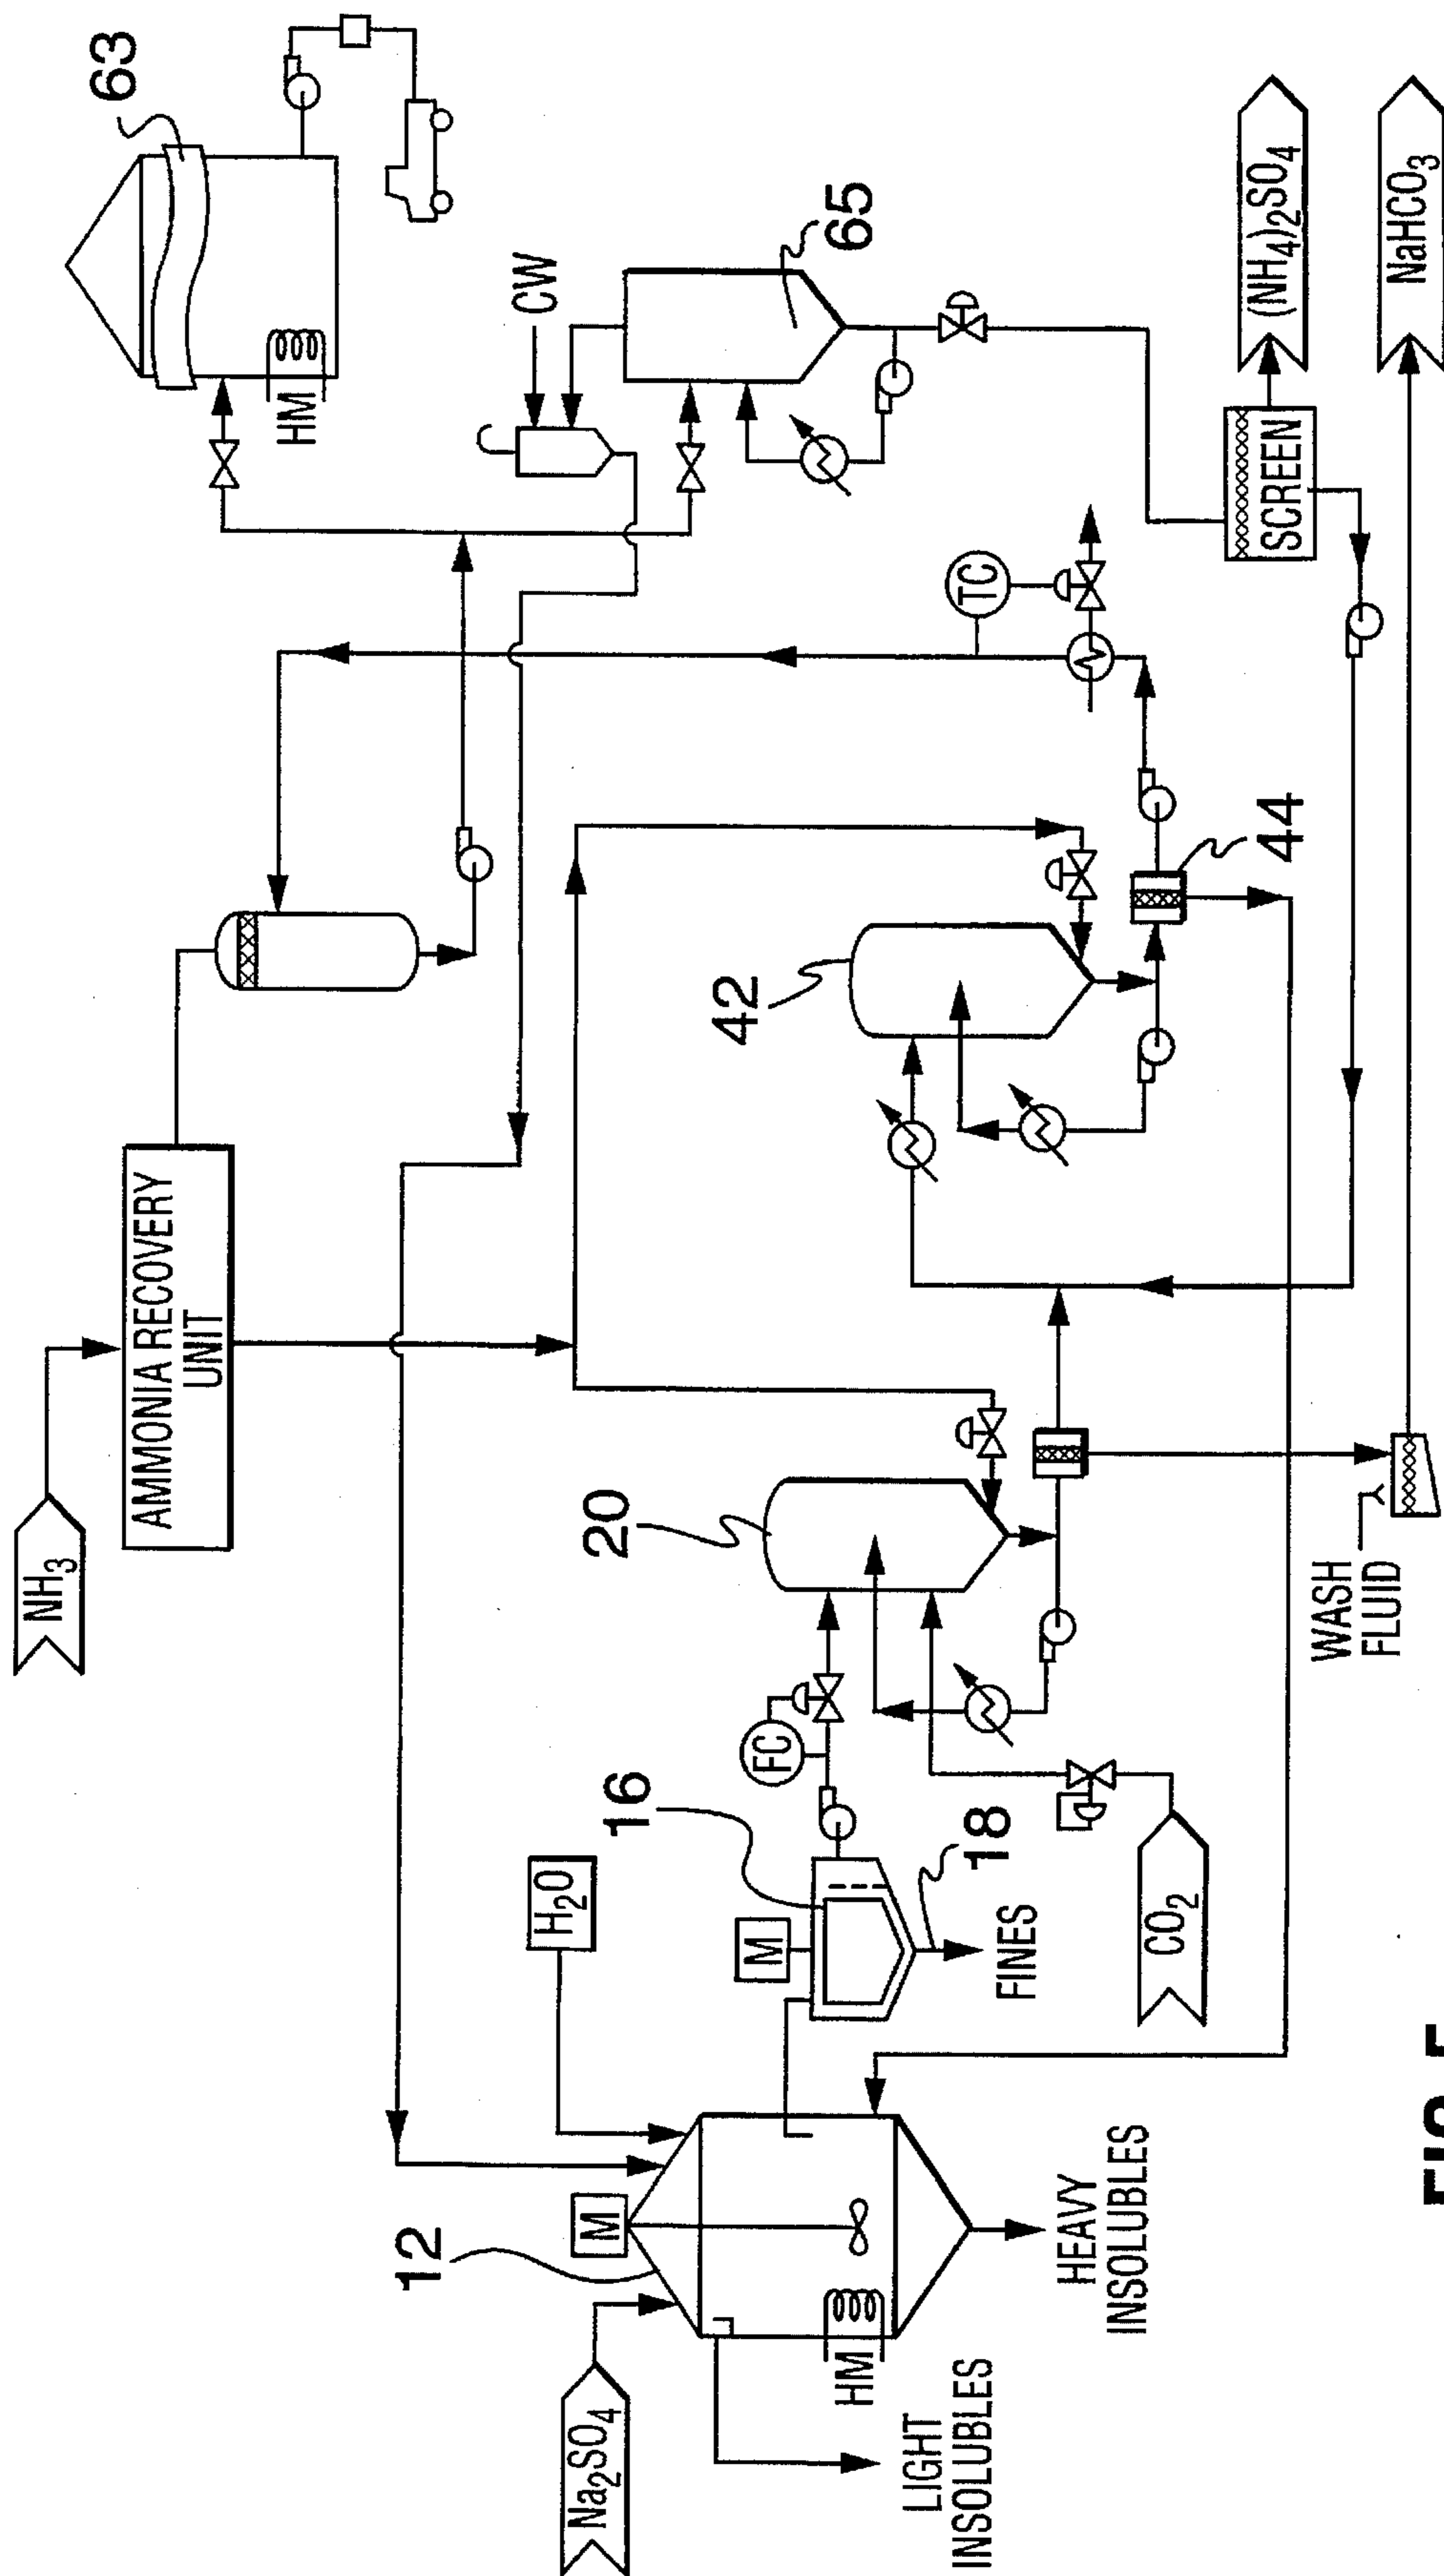 NH3
AMMONIA RECOVERY
UNIT
63
HM
CW
65
TC
42
44
20
FC
16
M
18
FINES
H2O
12
M
Na2SO4
HM
LIGHT
INSOLUBLES
HEAVY
INSOLUBLES
CO2
WASH
FLUID
SCREEN
(NH4)2SO4
NaHCO3